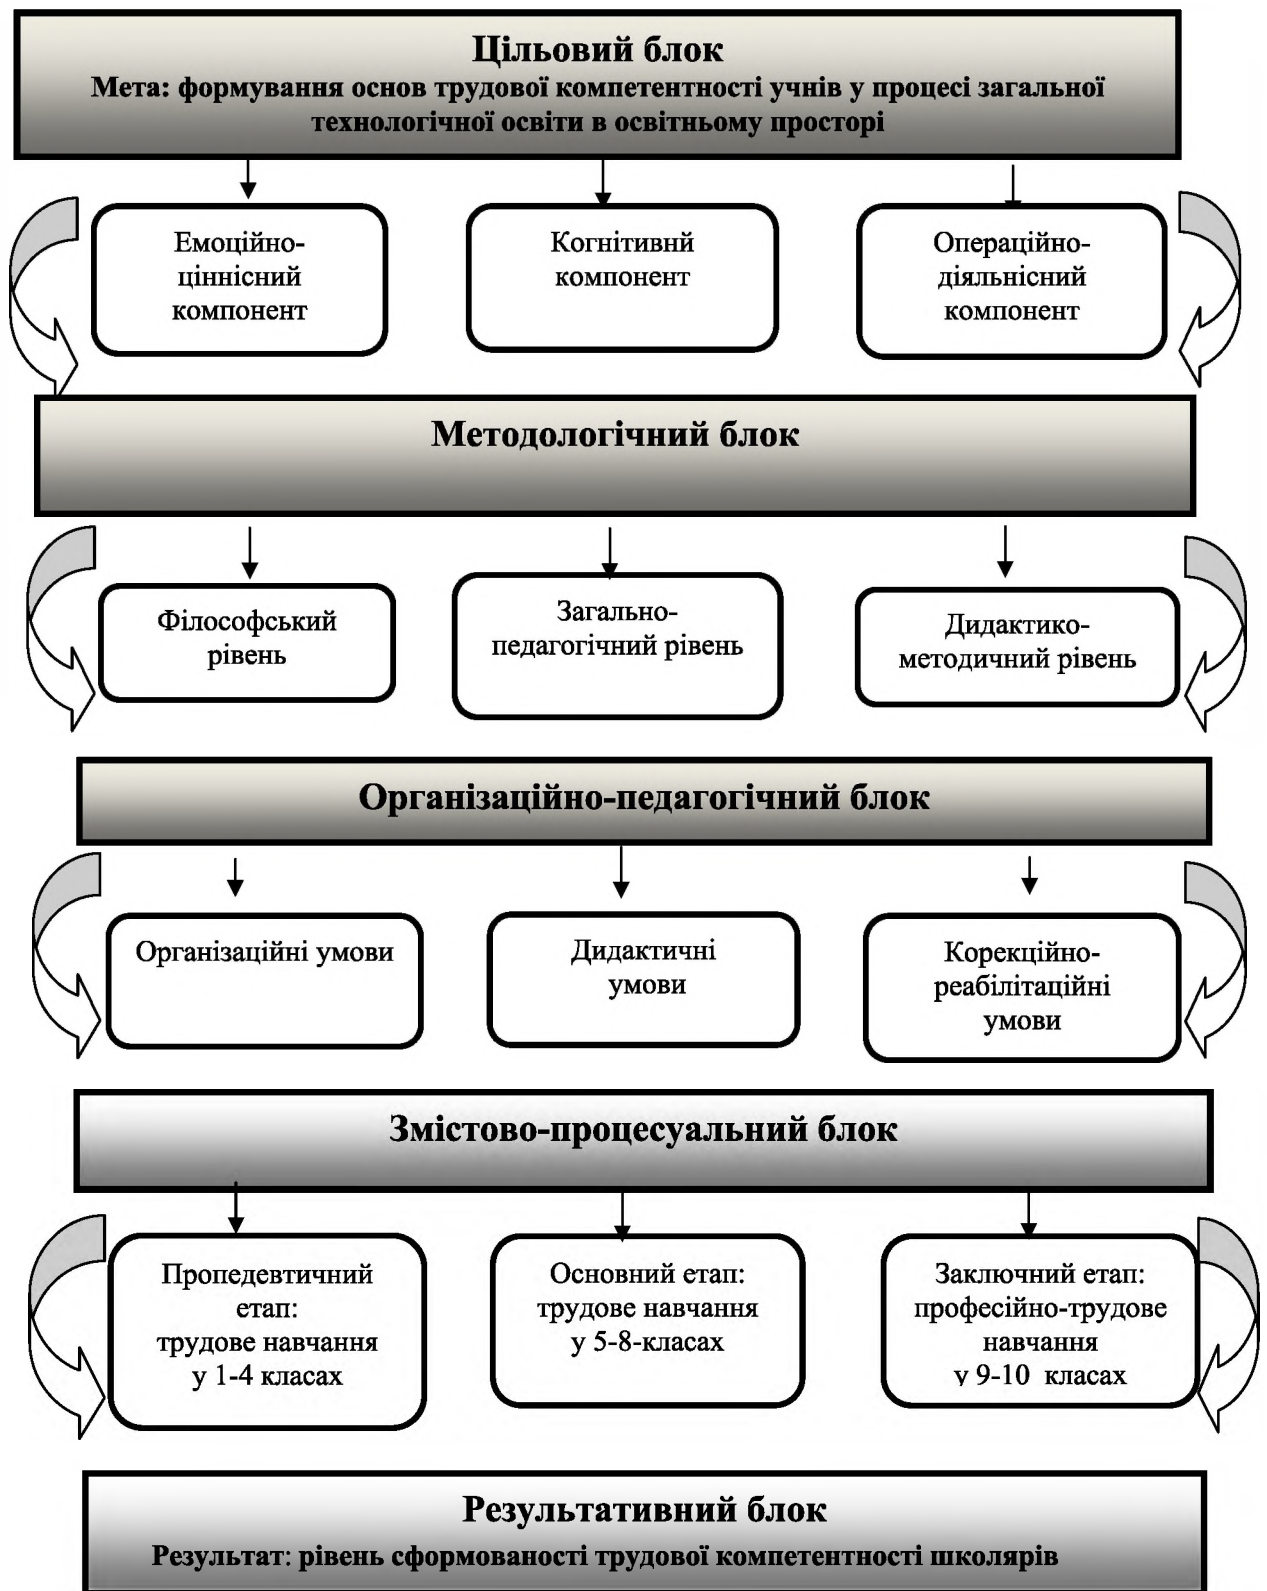 Цільовий блок
Мета: формування основ трудової компетентності учнів у процесі загальної
технологічної освіти в освітньому просторі
Емоційно-
ціннісний
компонент
Когнітивнй
компонент
Операційно-
діяльнісний
компонент
Методологічний блок
Філософський
рівень
Загально-
педагогічний рівень
Дидактико-
методичний рівень
Організаційно-педагогічний блок
Організаційні умови
Дидактичні
умови
Корекційно-
реабілітаційні
умови
Змістово-процесуальний блок
Пропедевтичний
етап:
трудове навчання
у 1-4 класах
Основний етап:
трудове навчання
у 5-8-класах
Заключний етап:
професійно-трудове
навчання
у 9-10 класах
Результативний блок
Результат: рівень сформованості трудової компетентності школярів